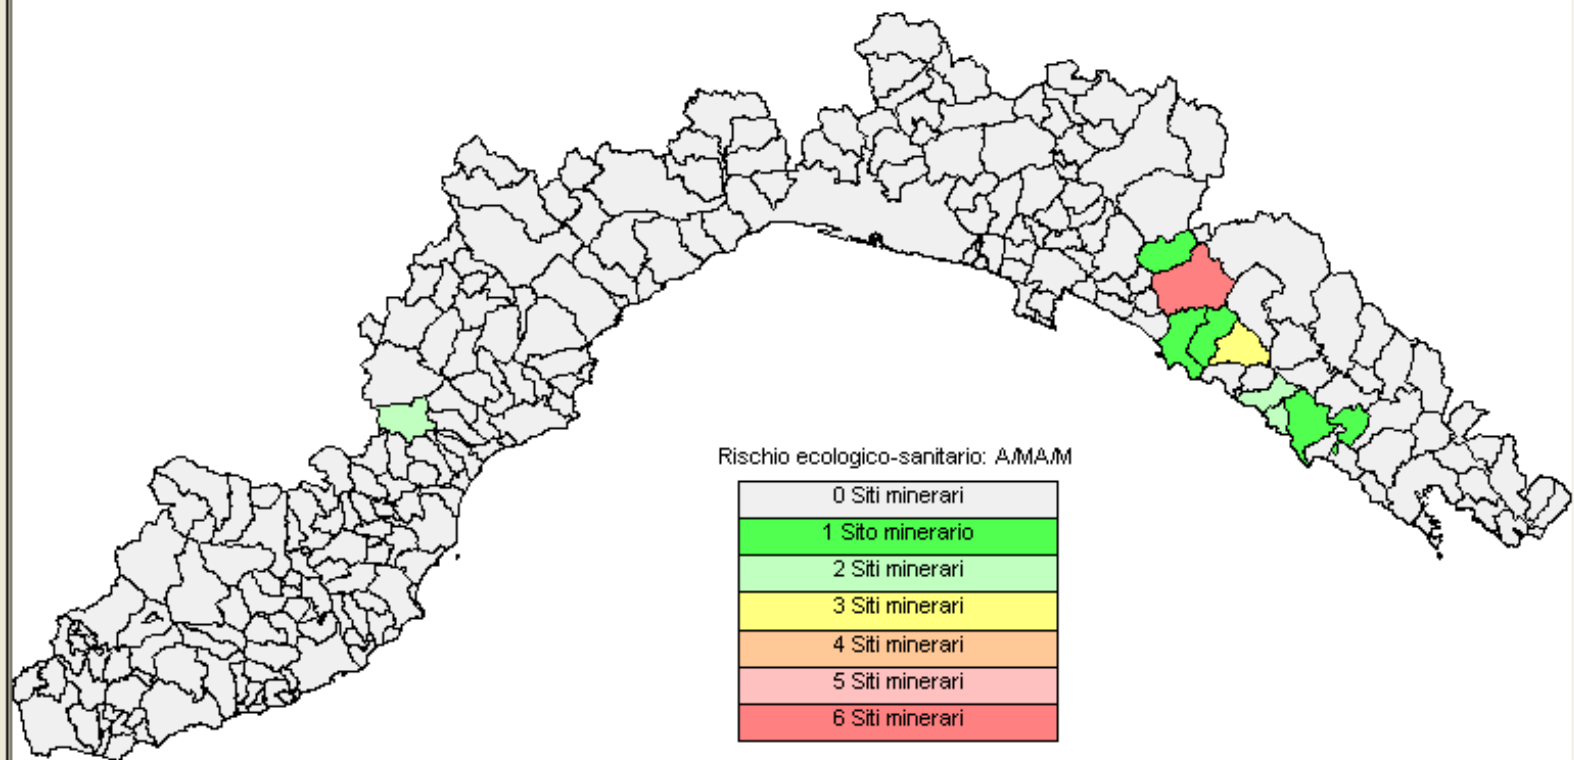 Rischio ecologico-sanitario: A/MA/M
0 Siti minerari
1 Sito minerario
2 Siti minerari
3 Siti minerari
4 Siti minerari
5 Siti minerari
6 Siti minerari